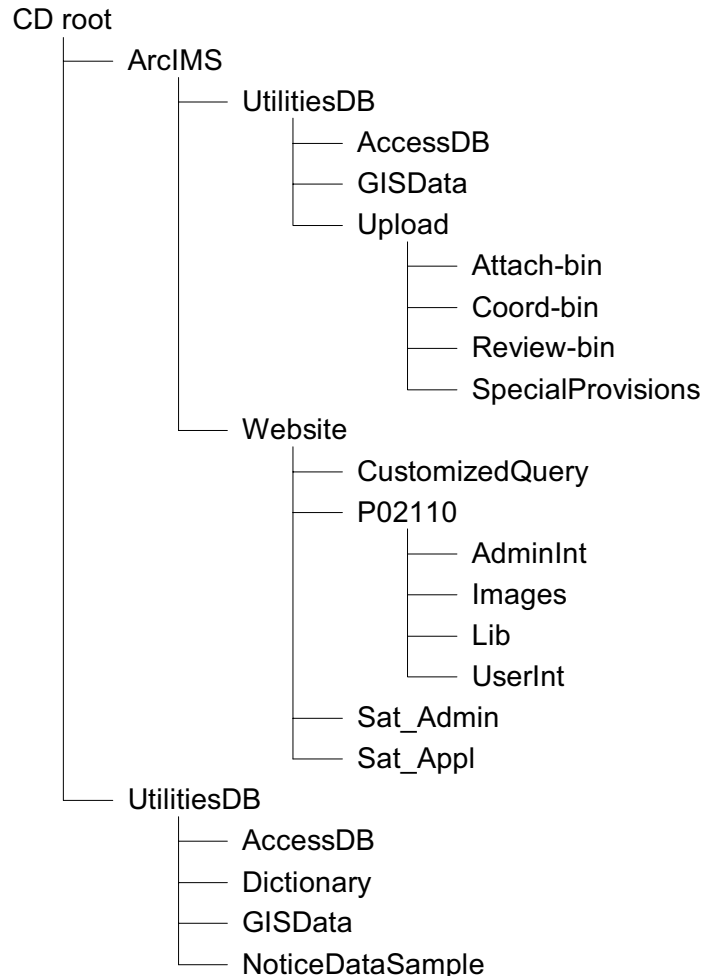 CD root
ArcIMS
UtilitiesDB
AccessDB
GISData
Upload
Attach-bin
Coord-bin
Review-bin
SpecialProvisions
Website
CustomizedQuery
P02110
AdminInt
Images
Lib
UserInt
Sat_Admin
Sat_Appl
UtilitiesDB
AccessDB
Dictionary
GISData
NoticeDataSample